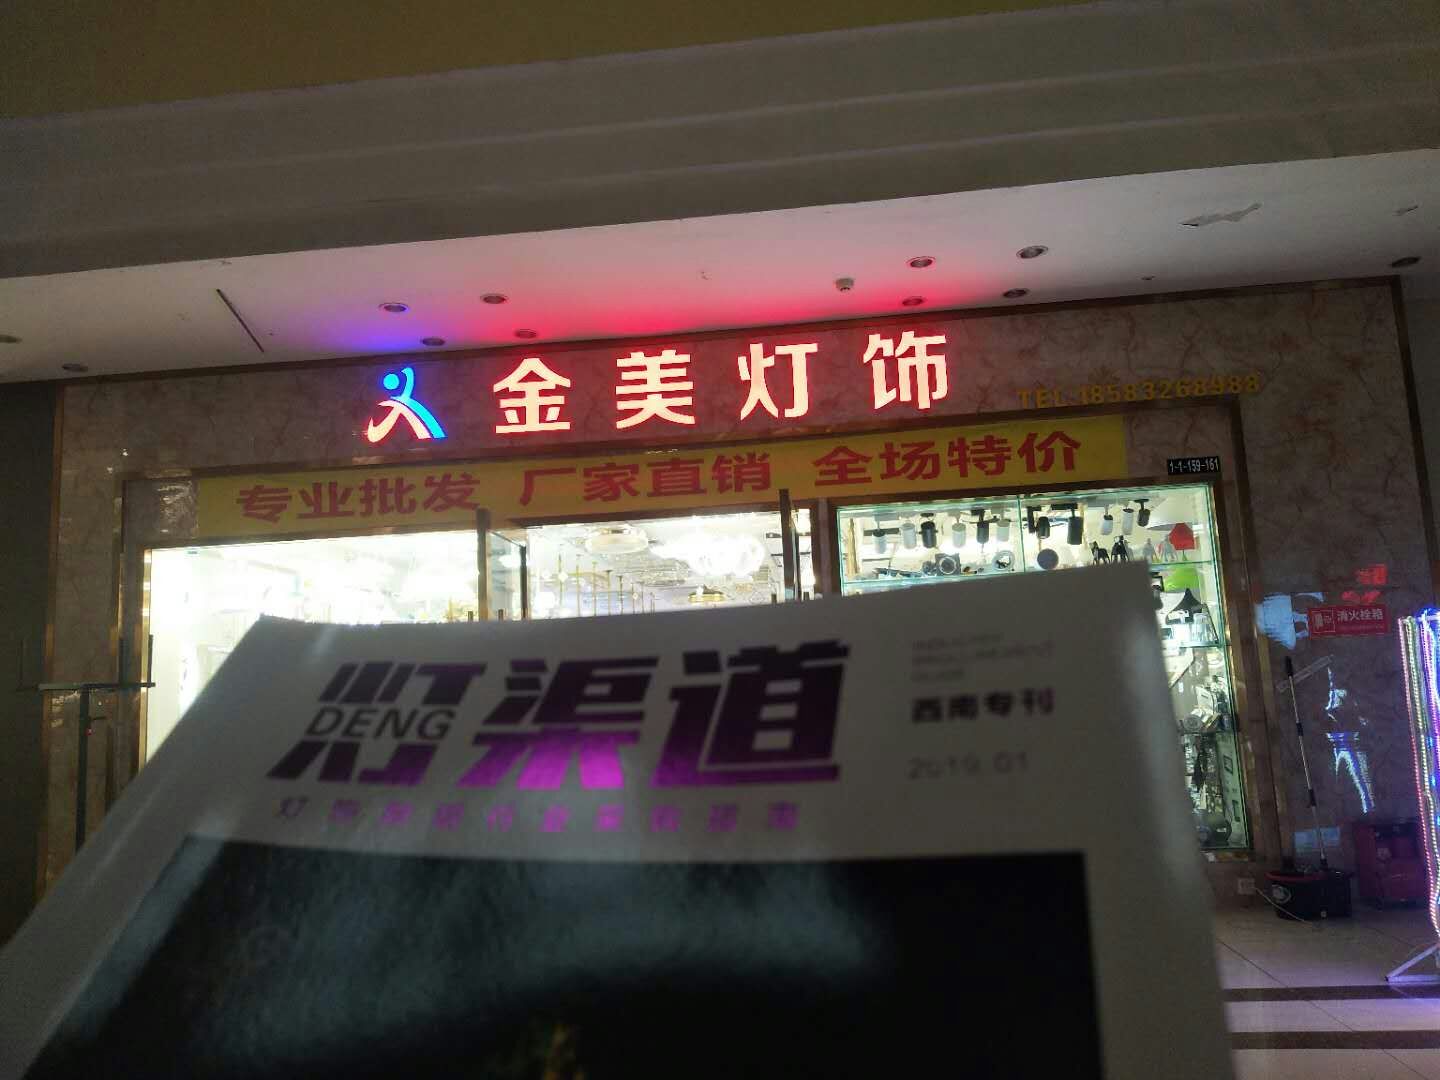 金美灯饰
TEL:18583268988
专业批发 厂家直销 全场特价
1-1-159-161
消火栓箱
灯渠道
DENG
西南专刊
2019.01